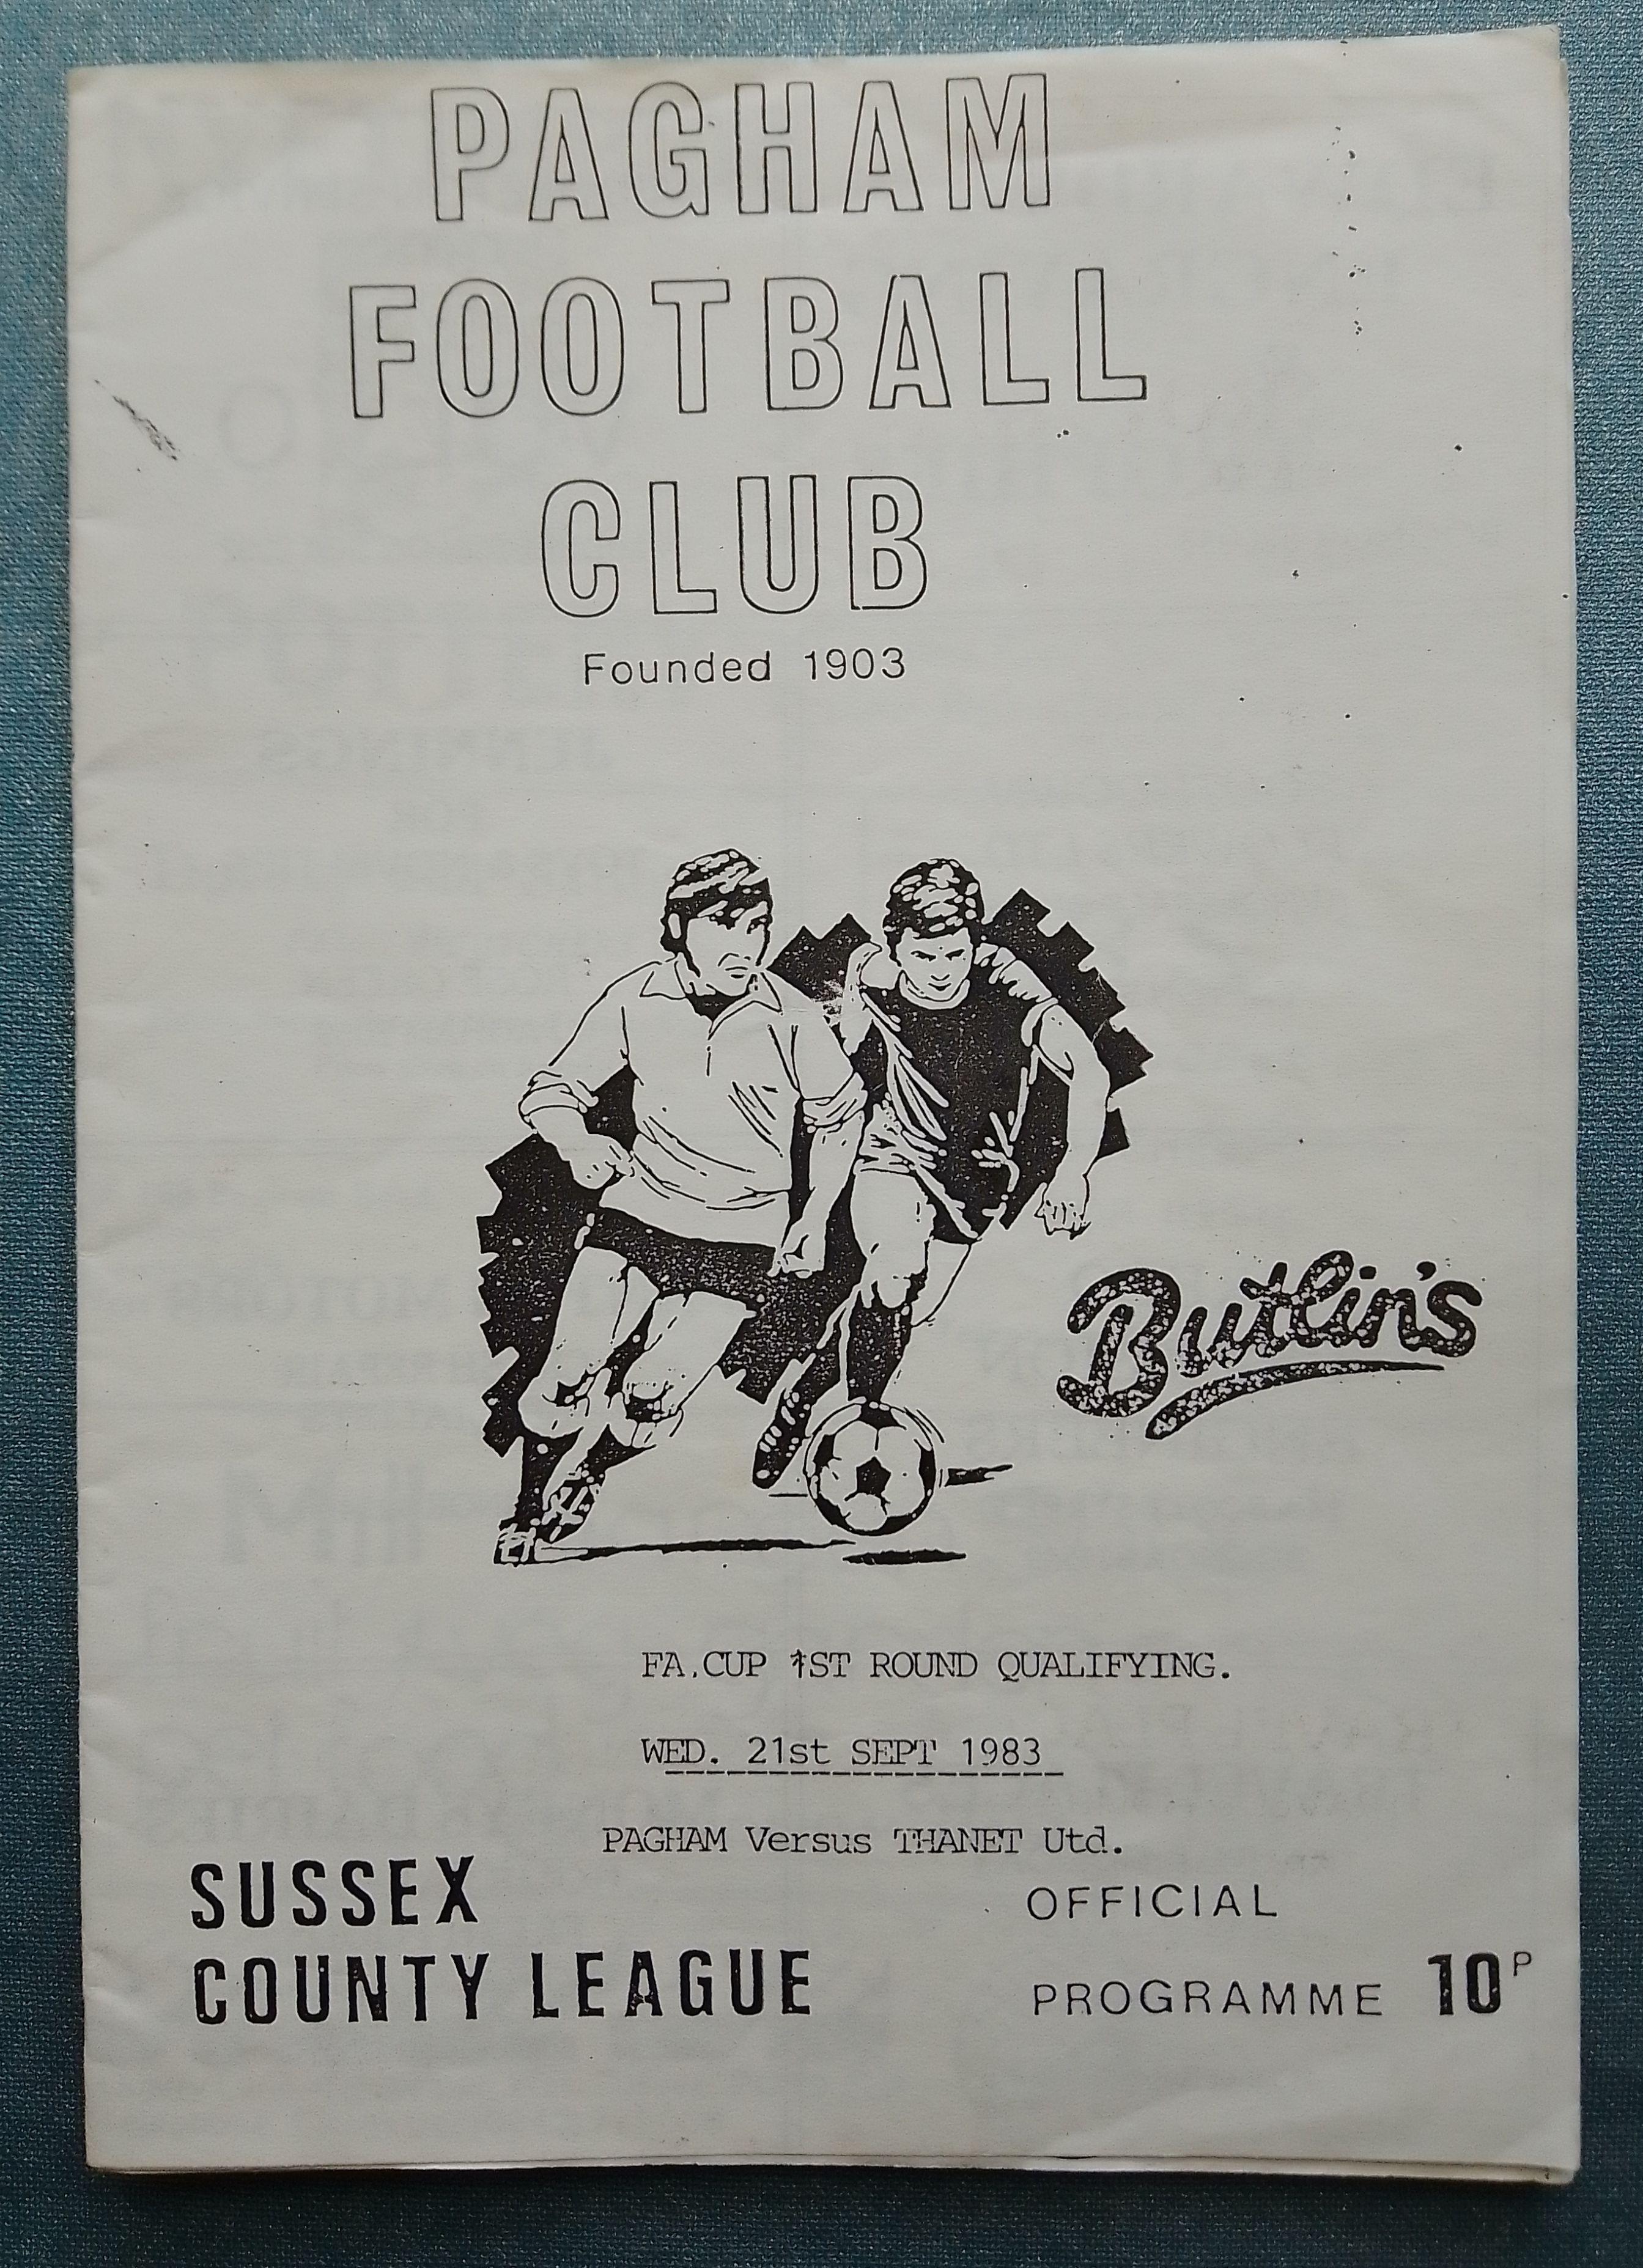 PAGHAM
FOOTBALL
CLUB
Founded 1903
Butlin's
FA.CUP 1ST ROUND QUALIFYING.
WED. 21st SEPT 1983
PAGHAM Versus THANET Utd.
SUSSEX
COUNTY LEAGUE
OFFICIAL
PROGRAMME 10P